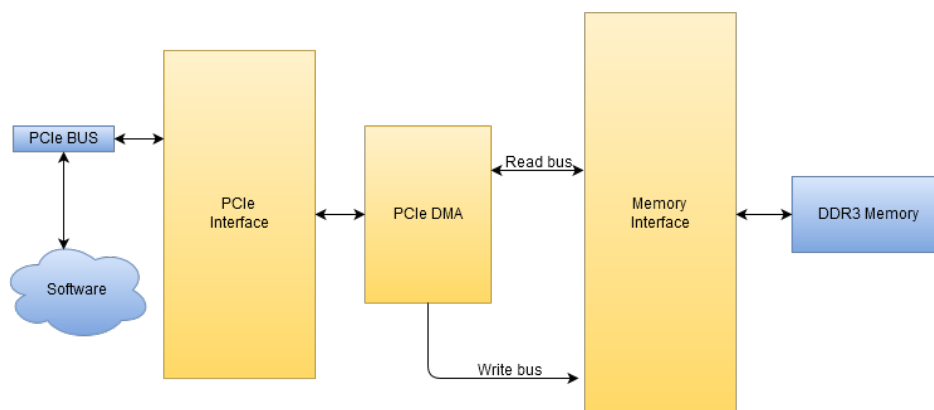 PCIe BUS
Software
PCIe
Interface
PCIe DMA
Read bus
Write bus
Memory
Interface
DDR3 Memory